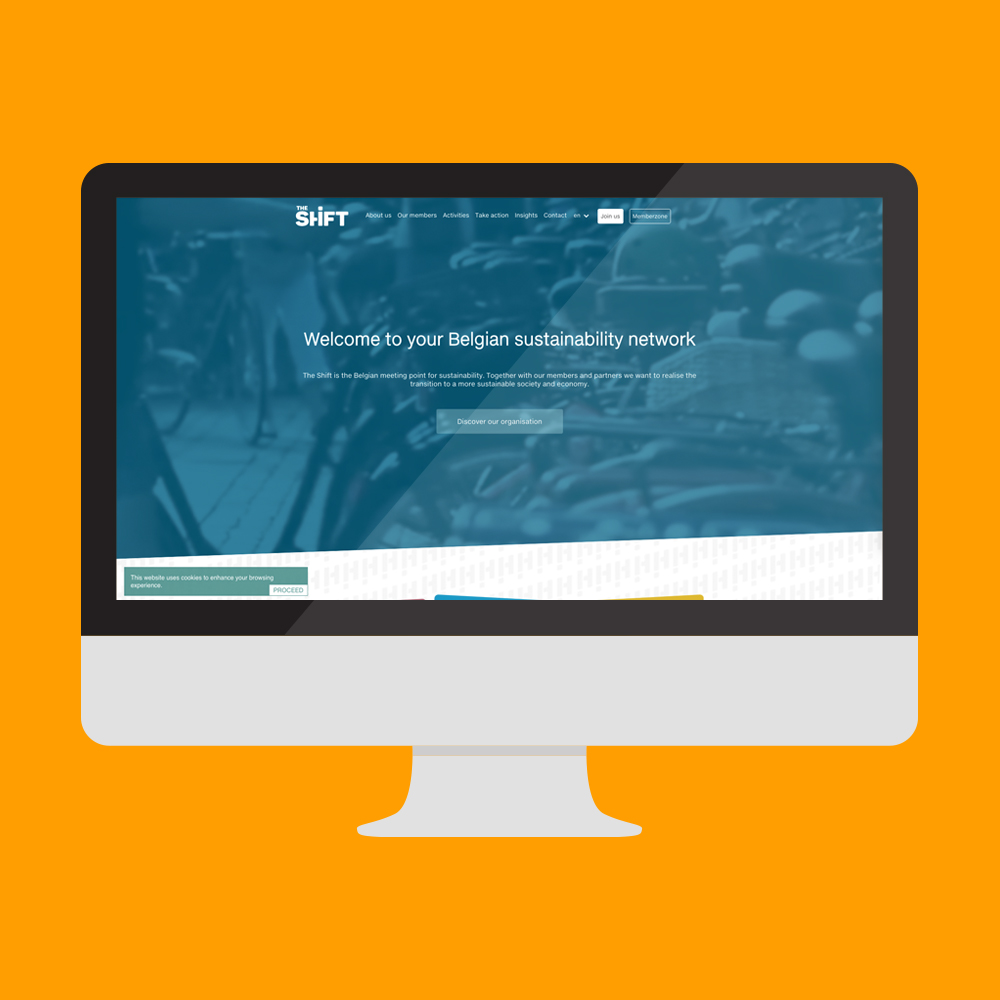 THE
SHiFT
About us Our members Activities Take action Insights Contact en Join us Memberzone
Welcome to your Belgian sustainability network
The Shift is the Belgian meeting point for sustainability. Together with our members and partners we want to realise the
transition to a more sustainable society and economy.
Discover our organisation
This website uses cookies to enhance your browsing
experience.
PROCEED